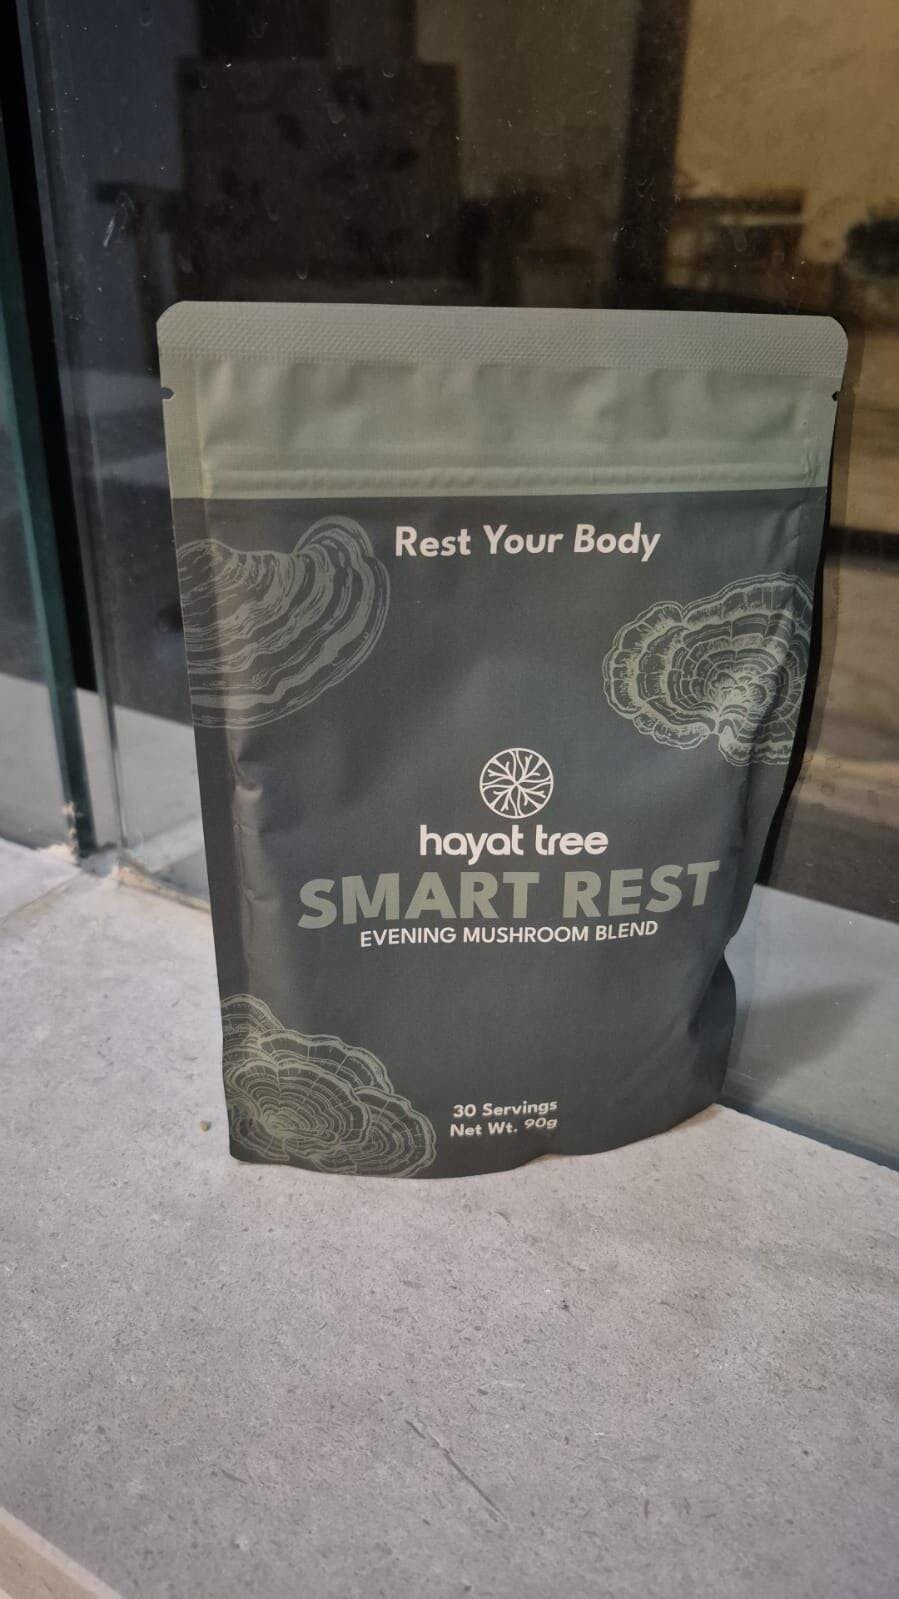 Rest Your Body
hayat tree
SMART REST
EVENING MUSHROOM BLEND
30 Servings
Net Wt. 90g